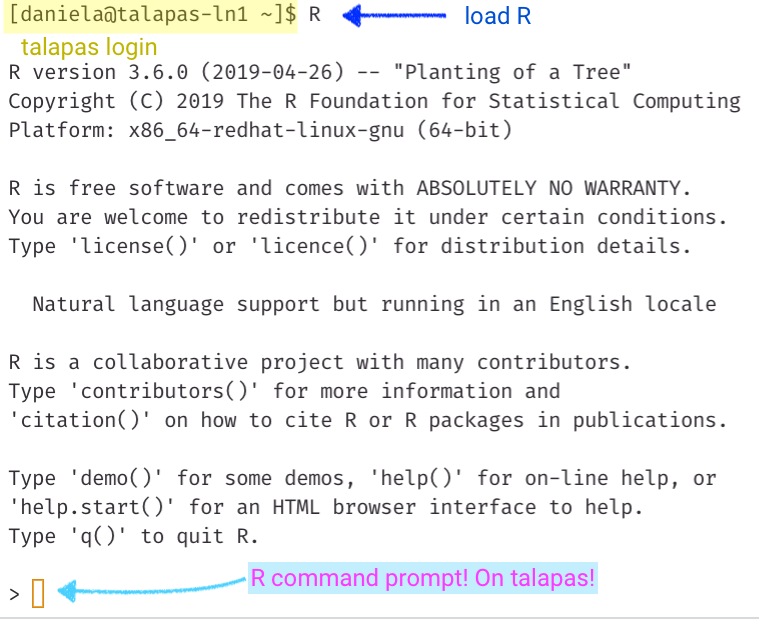 [daniela@talapas-ln1 ~]$ R load R
talapas login
R version 3.6.0 (2019-04-26) -- "Planting of a Tree"
Copyright (C) 2019 The R Foundation for Statistical Computing
Platform: x86_64-redhat-linux-gnu (64-bit)
R is free software and comes with ABSOLUTELY NO WARRANTY.
You are welcome to redistribute it under certain conditions.
Type 'license()' or 'licence()' for distribution details.
Natural language support but running in an English locale
R is a collaborative project with many contributors.
Type 'contributors()' for more information and
'citation()' on how to cite R or R packages in publications.
Type 'demo()' for some demos, 'help()' for on-line help, or
'help.start()' for an HTML browser interface to help.
Type 'q()' to quit R.
R command prompt! On talapas!
>